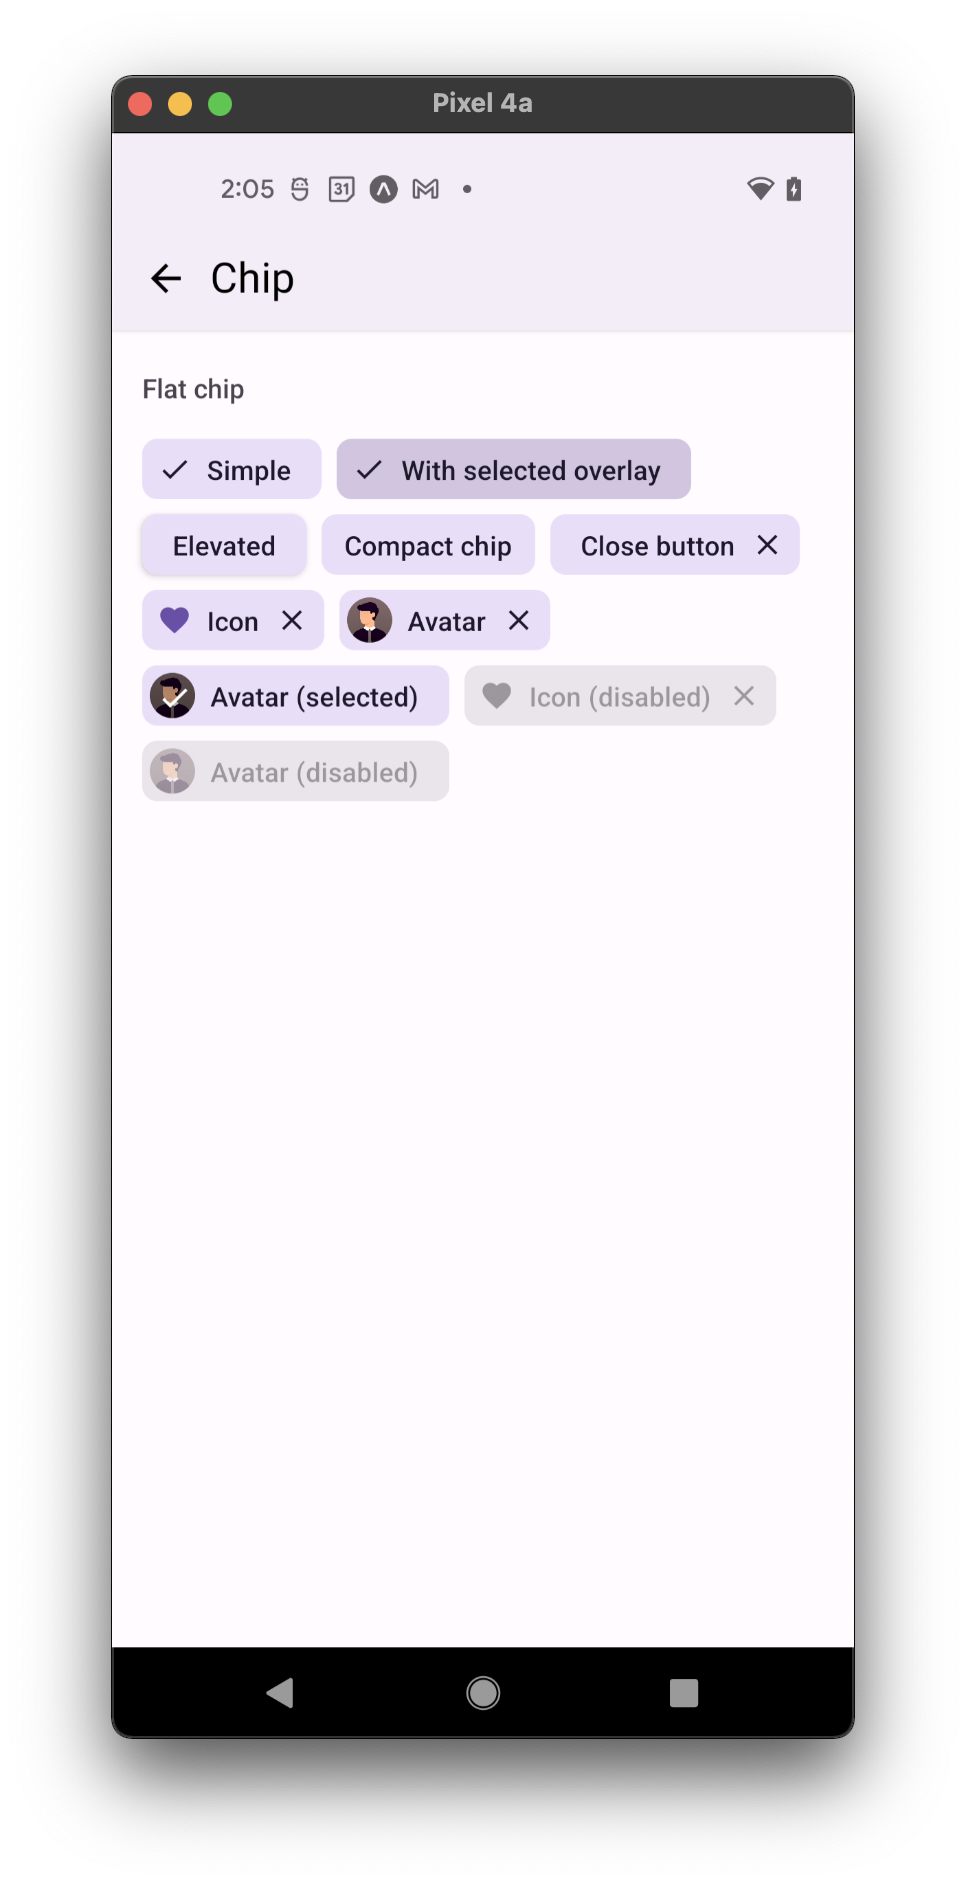 Pixel 4a
2:05 31
Chip
Flat chip
Simple With selected overlay
Elevated Compact chip Close button
Icon Avatar
Avatar (selected) Icon (disabled)
Avatar (disabled)